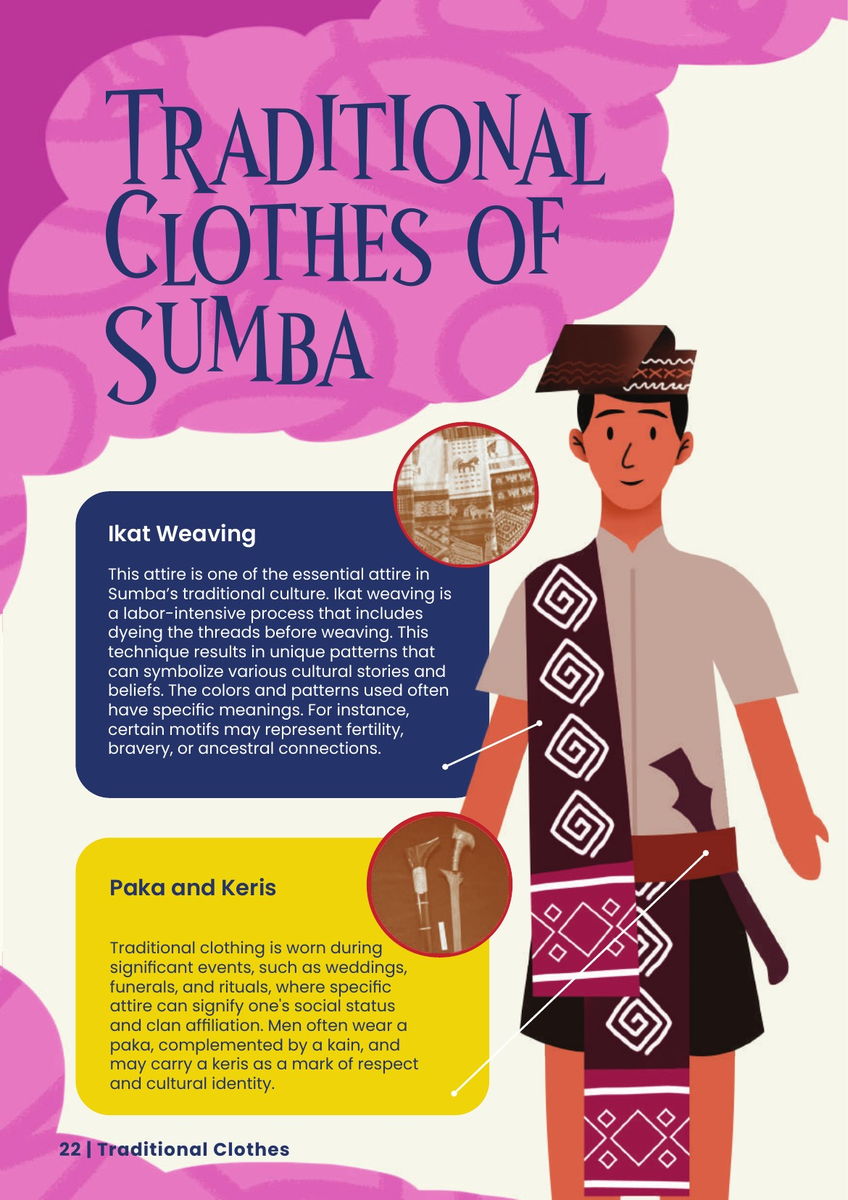 TRADITIONAL
CLOTHES OF
SUMBA
Ikat Weaving
This attire is one of the essential attire in
Sumba's traditional culture. Ikat weaving is
a labor-intensive process that includes
dyeing the threads before weaving. This
technique results in unique patterns that
can symbolize various cultural stories and
beliefs. The colors and patterns used often
have specific meanings. For instance,
certain motifs may represent fertility,
bravery, or ancestral connections.
Paka and Keris
Traditional clothing is worn during
significant events, such as weddings,
funerals, and rituals, where specific
attire can signify one's social status
and clan affiliation. Men often wear a
paka, complemented by a kain, and
may carry a keris as a mark of respect
and cultural identity.
22 | Traditional Clothes